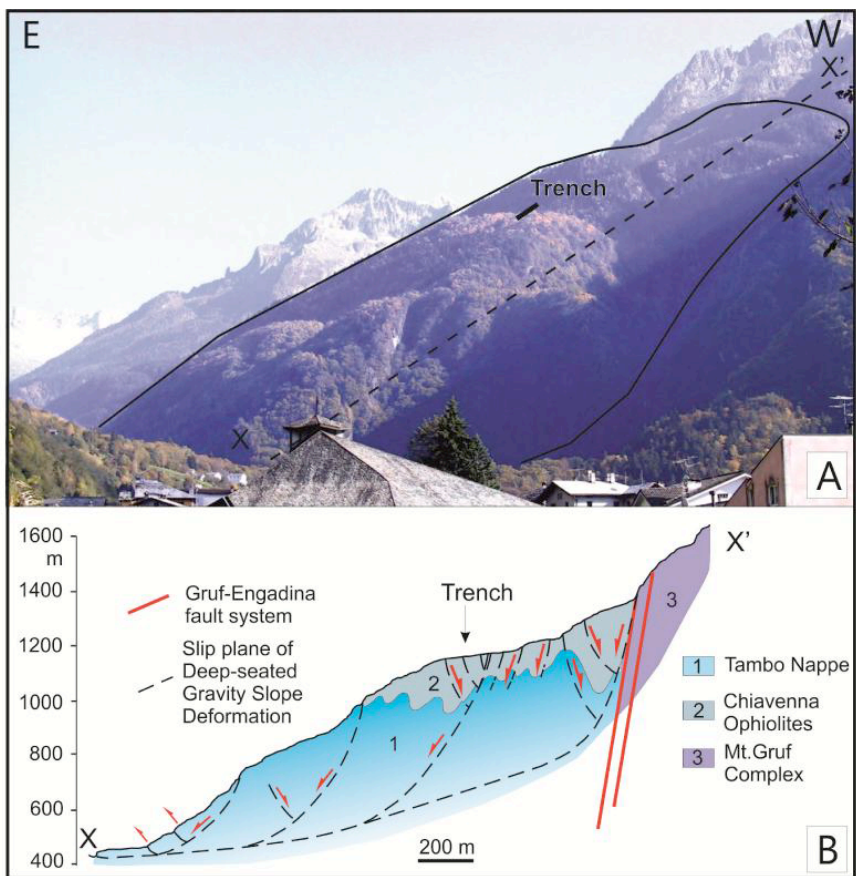 E
W
X'
Trench
X
A
1600
m
1400
1200
1000
800
600
400
X'
Gruf-Engadina
fault system
Trench
Slip plane of
Deep-seated
Gravity Slope
Deformation
3
2
1
1 Tambo Nappe
2 Chiavenna
Ophiolites
3 Mt.Gruf
Complex
X
200 m
B